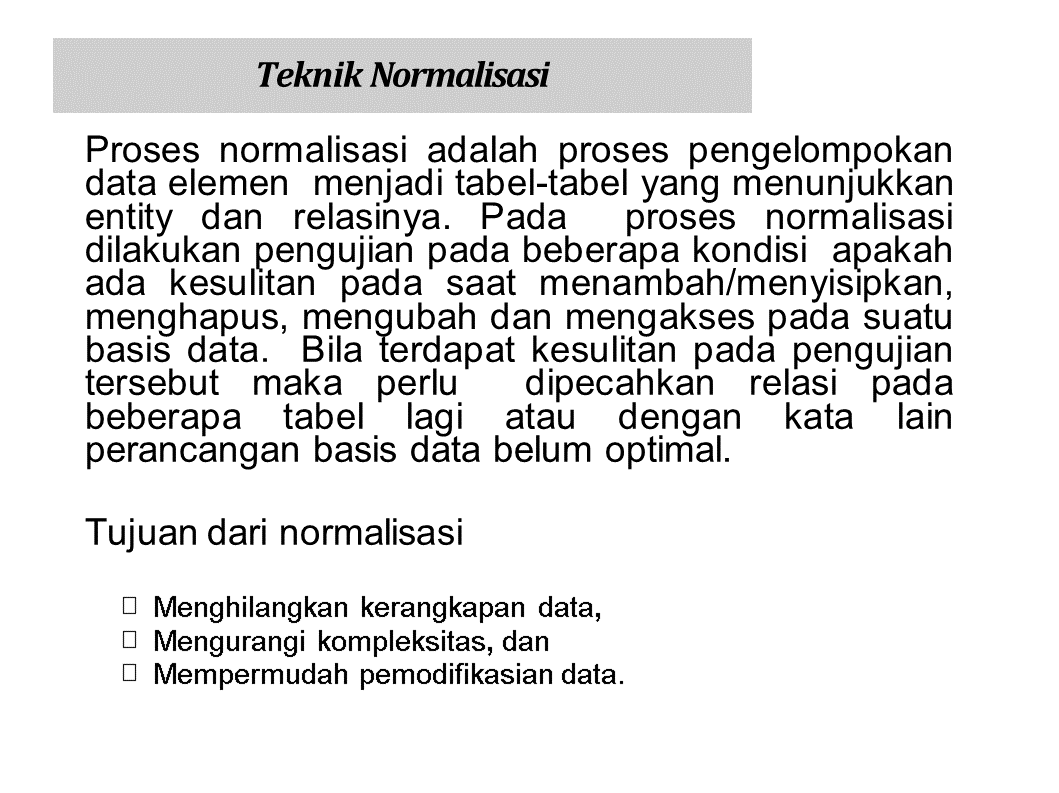 Teknik Normalisasi
Proses normalisasi adalah proses pengelompokan
data elemen menjadi tabel-tabel yang menunjukkan
entity dan relasinya. Pada proses normalisasi
dilakukan pengujian pada beberapa kondisi apakah
ada kesulitan pada saat menambah/menyisipkan,
menghapus, mengubah dan mengakses pada suatu
basis data. Bila terdapat kesulitan pada pengujian
tersebut maka perlu dipecahkan relasi pada
beberapa tabel lagi atau dengan kata lain
perancangan basis data belum optimal.
Tujuan dari normalisasi
Menghilangkan kerangkapan data,
Mengurangi kompleksitas, dan
Mempermudah pemodifikasian data.